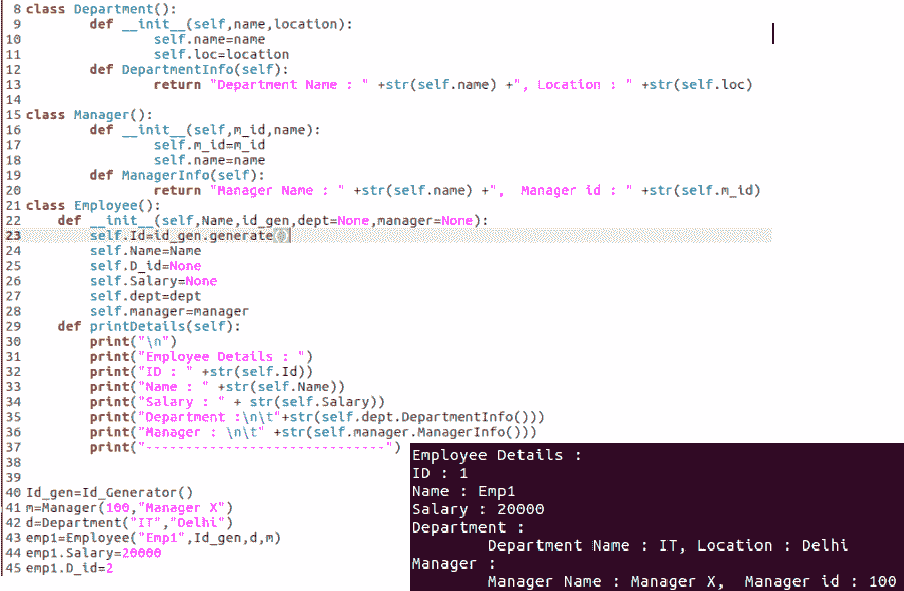 8 class Department():
9         def __init__(self,name,location):
10                 self.name=name
11                 self.loc=location
12         def DepartmentInfo(self):
13                 return "Department Name : " +str(self.name) +", Location : " +str(self.loc)
14
15 class Manager():
16         def __init__(self,m_id,name):
17                 self.m_id=m_id
18                 self.name=name
19         def ManagerInfo(self):
20                 return "Manager Name : " +str(self.name) +",  Manager id : " +str(self.m_id)
21 class Employee():
22     def __init__(self,Name,id_gen,dept=None,manager=None):
23         self.Id=id_gen.generate()
24         self.Name=Name
25         self.D_id=None
26         self.Salary=None
27         self.dept=dept
28         self.manager=manager
29     def printDetails(self):
30         print("\n")
31         print("Employee Details : ")
32         print("ID : " +str(self.Id))
33         print("Name : " +str(self.Name))
34         print("Salary : " + str(self.Salary))
35         print("Department :\n\t"+str(self.dept.DepartmentInfo()))
36         print("Manager : \n\t" +str(self.manager.ManagerInfo()))
37         print("-----------------------------")
38
39
40 Id_gen=Id_Generator()
41 m=Manager(100,"Manager X")
42 d=Department("IT","Delhi")
43 emp1=Employee("Emp1",Id_gen,d,m)
44 emp1.Salary=20000
45 emp1.D_id=2
Employee Details :
ID : 1
Name : Emp1
Salary : 20000
Department :
        Department Name : IT, Location : Delhi
Manager :
        Manager Name : Manager X,  Manager id : 100